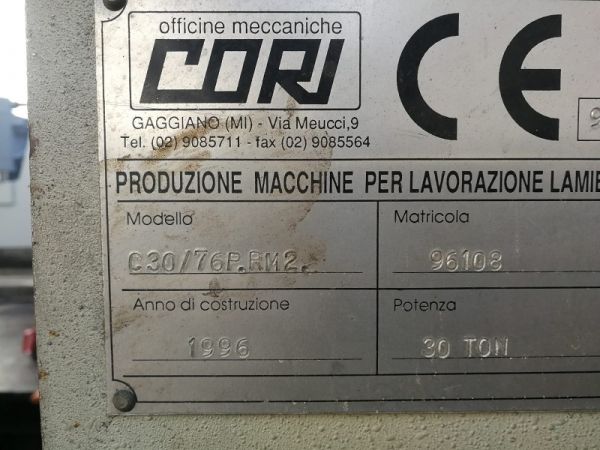 officine meccaniche
CORI
CE
GAGGIANO (MI) - Via Meucci,9
Tel. (02) 9085711 - fax (02) 9085564
PRODUZIONE MACCHINE PER LAVORAZIONE
Modello
Matricola
C30/76P.RM2.
96108
Anno di costruzione
Potenza
1996
30 TON